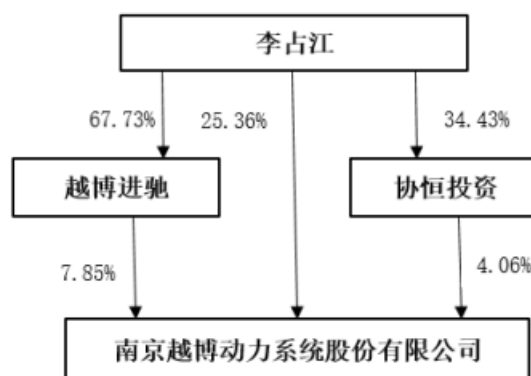 李占江
67.73%
25.36%
34.43%
越博进驰
协恒投资
7.85%
4.06%
南京越博动力系统股份有限公司